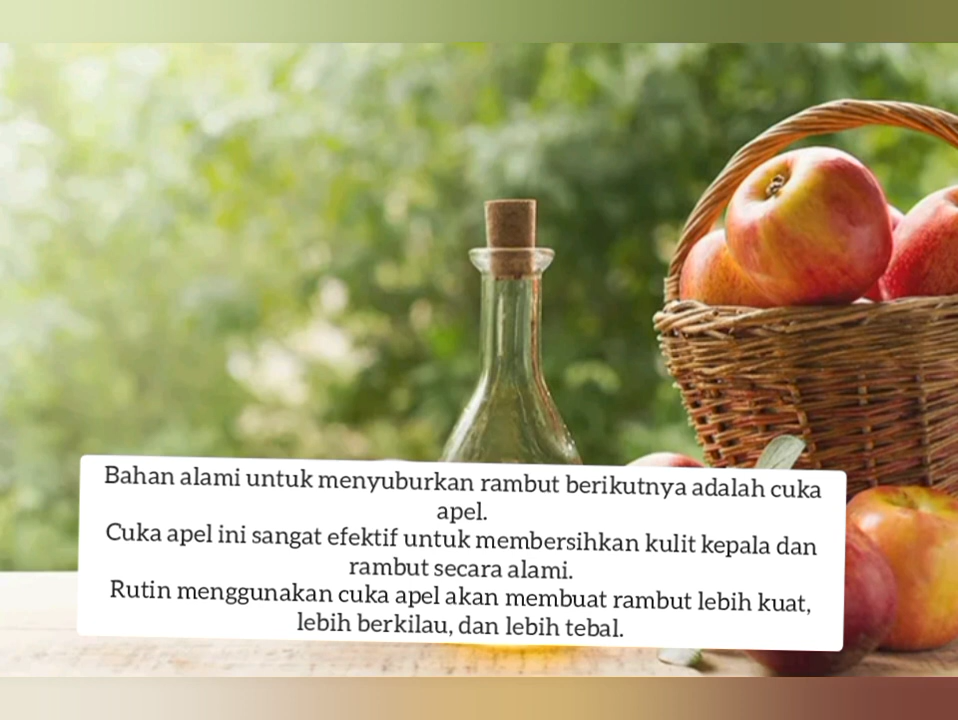 Bahan alami untuk menyuburkan rambut berikutnya adalah cuka
apel.
Cuka apel ini sangat efektif untuk membersihkan kulit kepala dan
rambut secara alami.
Rutin menggunakan cuka apel akan membuat rambut lebih kuat,
lebih berkilau, dan lebih tebal.